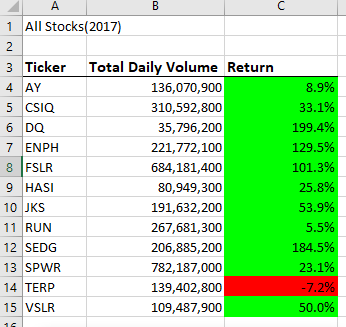 A B C
1 All Stocks(2017)
2
3 Ticker Total Daily Volume Return
4 AY 136,070,900 8.9%
5 CSIQ 310,592,800 33.1%
6 DQ 35,796,200 199.4%
7 ENPH 221,772,100 129.5%
8 FSLR 684,181,400 101.3%
9 HASI 80,949,300 25.8%
10 JKS 191,632,200 53.9%
11 RUN 267,681,300 5.5%
12 SEDG 206,885,200 184.5%
13 SPWR 782,187,000 23.1%
14 TERP 139,402,800 -7.2%
15 VSLR 109,487,900 50.0%
16